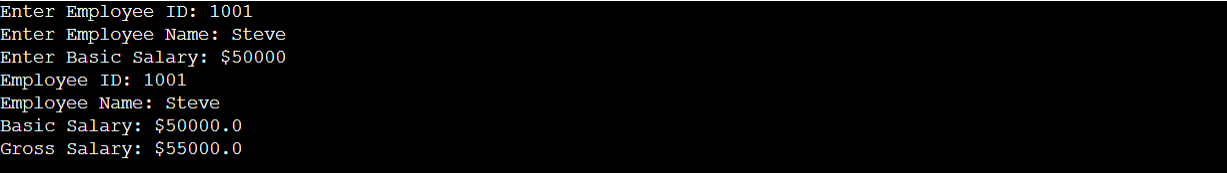 Enter Employee ID: 1001
Enter Employee Name: Steve
Enter Basic Salary: $50000
Employee ID: 1001
Employee Name: Steve
Basic Salary: $50000.0
Gross Salary: $55000.0